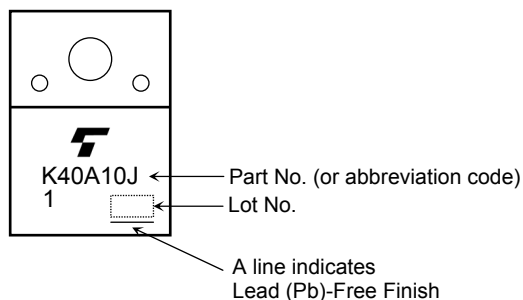 K40A10J
1
Part No. (or abbreviation code)
Lot No.
A line indicates
Lead (Pb)-Free Finish